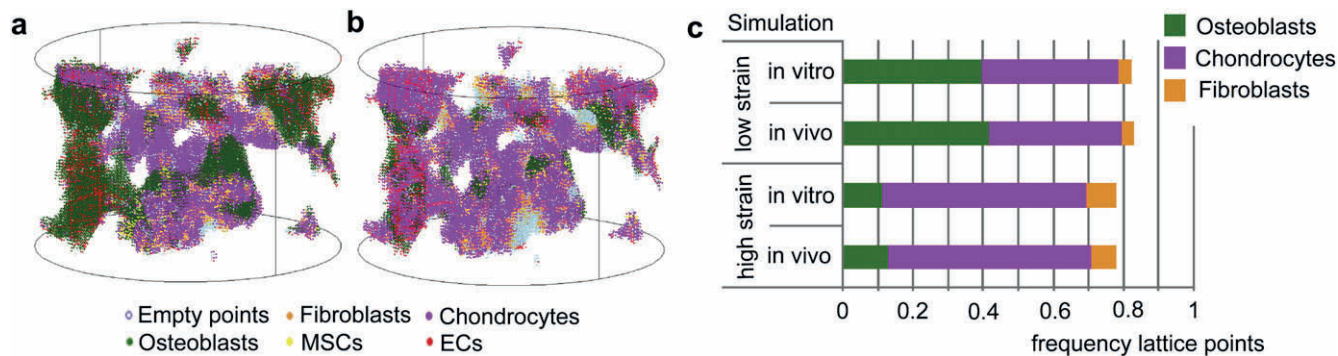 a
b
Empty points
Fibroblasts
Chondrocytes
Osteoblasts
MSCs
ECs
c
Simulation
Osteoblasts
Chondrocytes
Fibroblasts
low strain
in vitro
in vivo
high strain
in vitro
in vivo
0 0.2 0.4 0.6 0.8 1
frequency lattice points